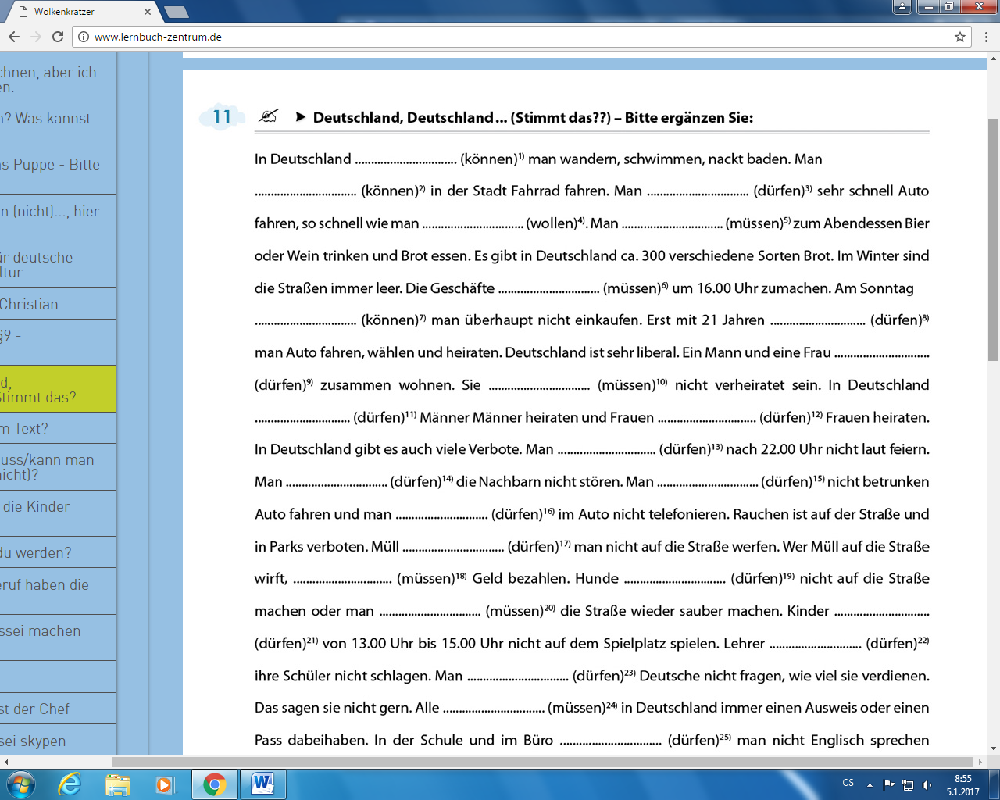 Wolkenkratzer
www.lernbuch-zentrum.de
chnen, aber ich
en.
n? Was kannst
as Puppe - Bitte
n (nicht)..., hier
ür deutsche
ltur
Christian
§9 -
d,
Stimmt das?
m Text?
uss/kann man
nicht)?
die Kinder
du werden?
eruf haben die
ssei machen
st der Chef
sei skypen
11 ► Deutschland, Deutschland ... (Stimmt das??) – Bitte ergänzen Sie:
In Deutschland .............................. (können)1) man wandern, schwimmen, nackt baden. Man
.............................. (können)2) in der Stadt Fahrrad fahren. Man .............................. (dürfen)3) sehr schnell Auto
fahren, so schnell wie man .............................. (wollen)4). Man .............................. (müssen)5) zum Abendessen Bier
oder Wein trinken und Brot essen. Es gibt in Deutschland ca. 300 verschiedene Sorten Brot. Im Winter sind
die Straßen immer leer. Die Geschäfte .............................. (müssen)6) um 16.00 Uhr zumachen. Am Sonntag
.............................. (können)7) man überhaupt nicht einkaufen. Erst mit 21 Jahren ............................ (dürfen)8)
man Auto fahren, wählen und heiraten. Deutschland ist sehr liberal. Ein Mann und eine Frau ............................
(dürfen)9) zusammen wohnen. Sie .............................. (müssen)10) nicht verheiratet sein. In Deutschland
............................ (dürfen)11) Männer Männer heiraten und Frauen ............................. (dürfen)12) Frauen heiraten.
In Deutschland gibt es auch viele Verbote. Man ............................. (dürfen)13) nach 22.00 Uhr nicht laut feiern.
Man .............................. (dürfen)14) die Nachbarn nicht stören. Man .............................. (dürfen)15) nicht betrunken
Auto fahren und man ........................... (dürfen)16) im Auto nicht telefonieren. Rauchen ist auf der Straße und
in Parks verboten. Müll .............................. (dürfen)17) man nicht auf die Straße werfen. Wer Müll auf die Straße
wirft, ............................. (müssen)18) Geld bezahlen. Hunde .............................. (dürfen)19) nicht auf die Straße
machen oder man .............................. (müssen)20) die Straße wieder sauber machen. Kinder ............................
(dürfen)21) von 13.00 Uhr bis 15.00 Uhr nicht auf dem Spielplatz spielen. Lehrer ........................... (dürfen)22)
ihre Schüler nicht schlagen. Man .............................. (dürfen)23) Deutsche nicht fragen, wie viel sie verdienen.
Das sagen sie nicht gern. Alle .............................. (müssen)24) in Deutschland immer einen Ausweis oder einen
Pass dabeihaben. In der Schule und im Büro .............................. (dürfen)25) man nicht Englisch sprechen
CS
8:55
5.1.2017